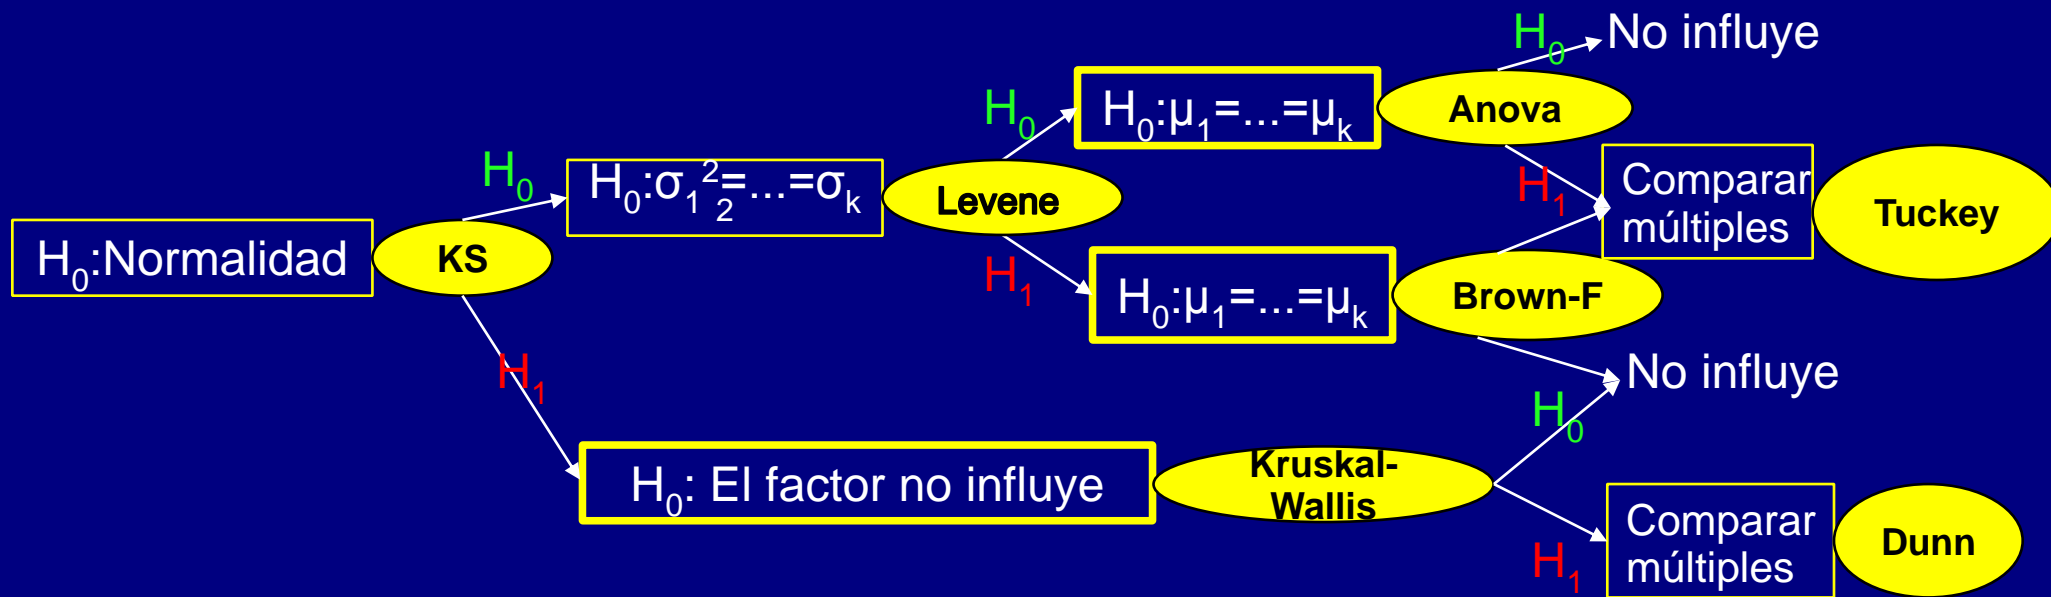 H₀ No influye
H₀ H₀:μ₁=...=μₖ Anova
H₀ H₀:σ₁²₂=...=σₖ Levene
H₁ Comparar
múltiples Tuckey
H₀:Normalidad KS
H₁ H₀:μ₁=...=μₖ Brown-F
H₁ No influye
H₀
H₀: El factor no influye Kruskal-
Wallis
Comparar
múltiples Dunn
H₁